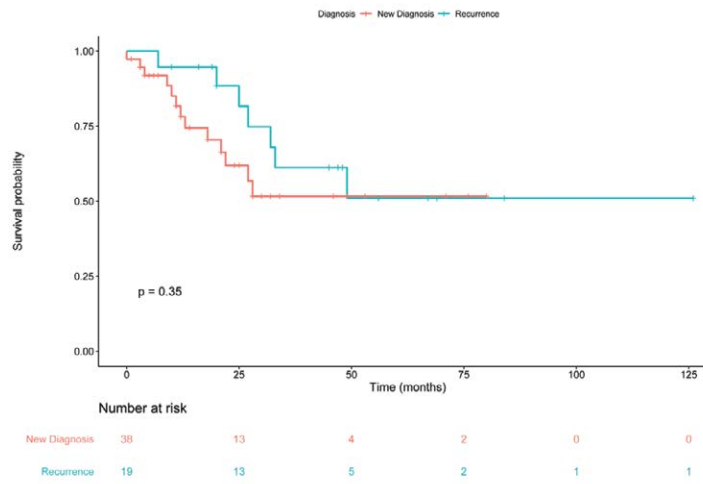 Diagnosis New Diagnosis Recurrence
1.00
0.75
Survival probability
0.50
0.25
p = 0.35
0.00
0 25 50 75 100 125
Time (months)
Number at risk
New Diagnosis 38 13 4 2 0 0
Recurrence 19 13 5 2 1 1